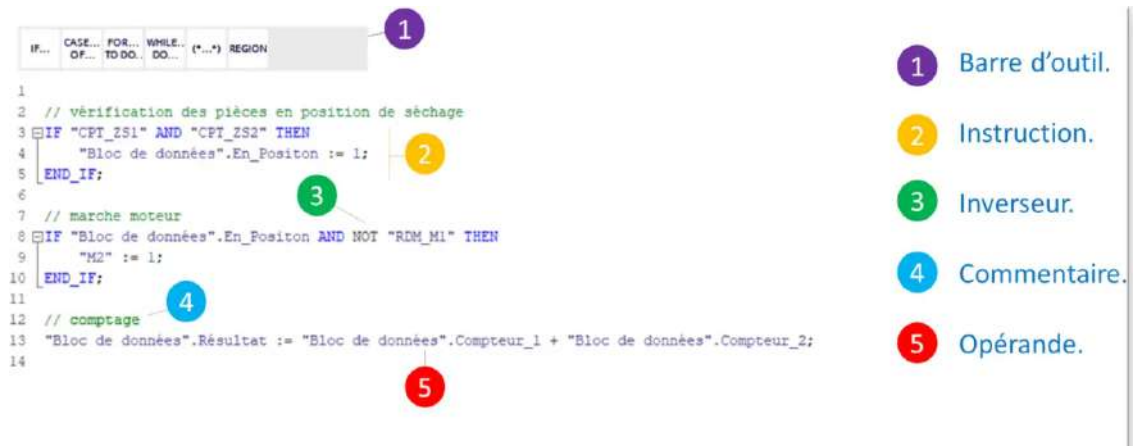 1
IF... CASE... OF... FOR... TO DO.. WHILE.. DO... (*...*) REGION
1 Barre d'outil.
1
2 // vérification des pièces en position de sèchage
3 IF "CPT_ZS1" AND "CPT_ZS2" THEN
4 "Bloc de données".En_Positon := 1;
5 END_IF;
2
2 Instruction.
6
3
3 Inverseur.
7 // marche moteur
8 IF "Bloc de données".En_Positon AND NOT "RDM_M1" THEN
9 "M2" := 1;
10 END_IF;
4
4 Commentaire.
11
12 // comptage
13 "Bloc de données".Résultat := "Bloc de données".Compteur_1 + "Bloc de données".Compteur_2;
14
5
5 Opérande.